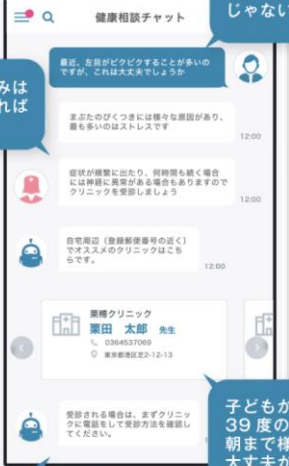 健康相談チャット
じゃない
最近、左目がピクピクすることが多いの
ですが、これは大丈夫でしょうか
みは
れば
まぶたのぴくつきには様々な原因があり、
最も多いのはストレスです
12:00
症状が頻繁に出たり、何時間も続く場合
には神経に異常がある場合もありますので
クリニックを受診しましょう
12:00
自宅周辺（登録郵便番号の近く）
でオススメのクリニックはこち
らです。
12:00
栗樽クリニック
栗田 太郎 先生
0364537069
東京都港区芝2-12-13
受診される場合は、まずクリニッ
クに電話をして受診方法を確認し
てください。
子どもが
39 度の
朝まで様
大丈夫か